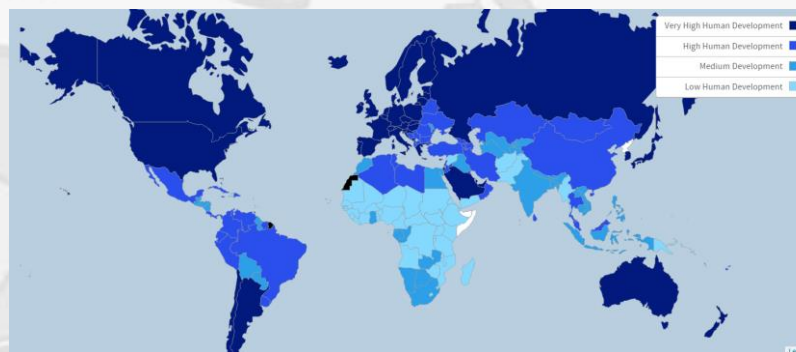 Very High Human Development
High Human Development
Medium Development
Low Human Development